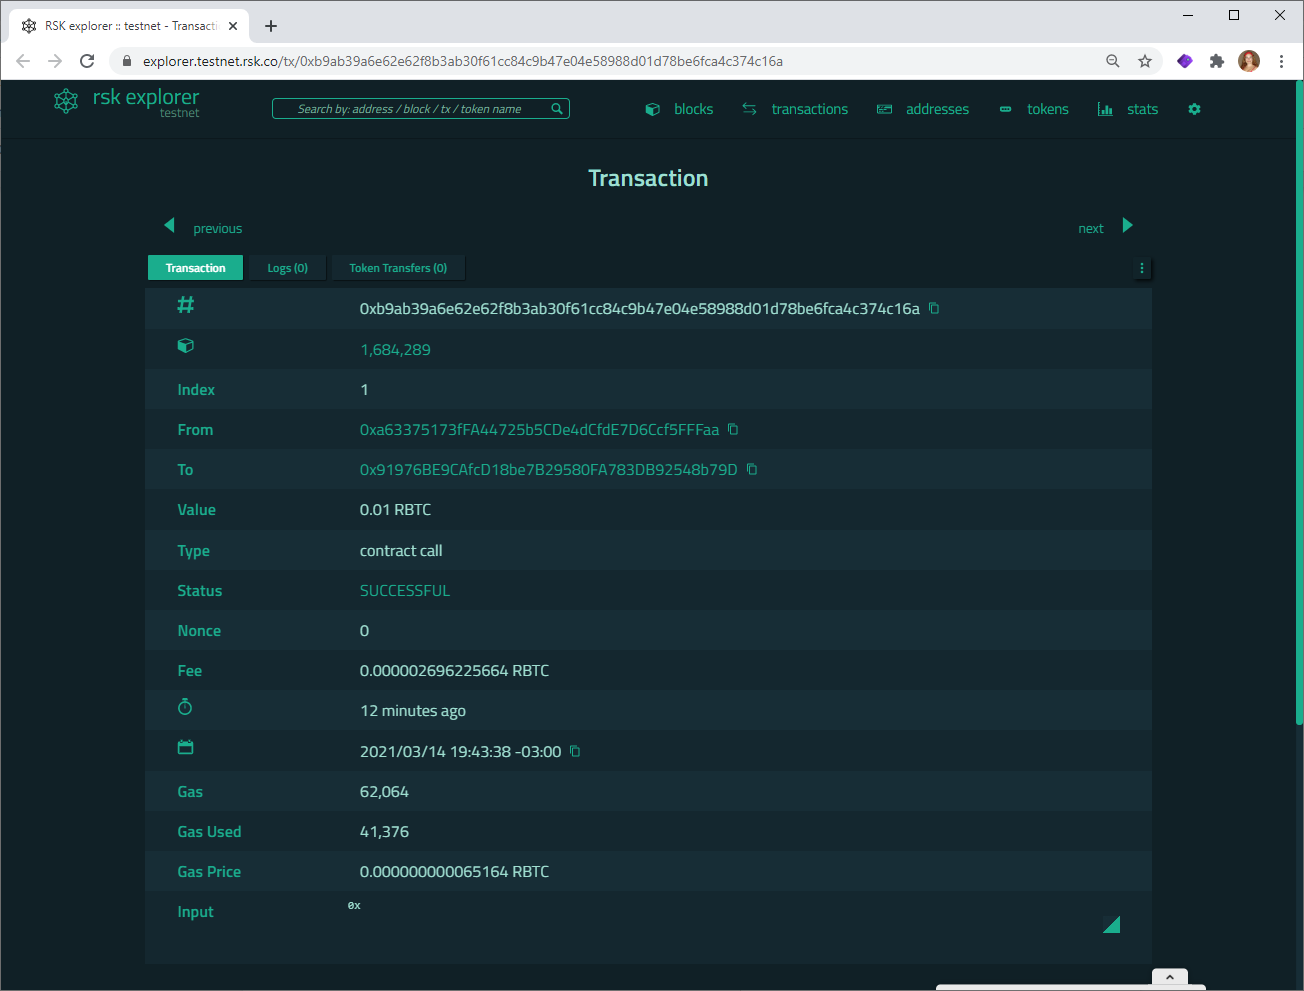 RSK explorer :: testnet - Transacti
explorer.testnet.rsk.co/tx/0xb9ab39a6e62e62f8b3ab30f61cc84c9b47e04e58988d01d78be6fca4c374c16a
rsk explorer
testnet
Search by: address / block / tx / token name
blocks
transactions
addresses
tokens
stats
Transaction
previous
next
Transaction
Logs (0)
Token Transfers (0)
# 0xb9ab39a6e62e62f8b3ab30f61cc84c9b47e04e58988d01d78be6fca4c374c16a
1,684,289
Index 1
From 0xa63375173fFA44725b5CDe4dCfdE7D6Ccf5FFFaa
To 0x91976BE9CAfcD18be7B29580FA783DB92548b79D
Value 0.01 RBTC
Type contract call
Status SUCCESSFUL
Nonce 0
Fee 0.000002696225664 RBTC
12 minutes ago
2021/03/14 19:43:38 -03:00
Gas 62,064
Gas Used 41,376
Gas Price 0.000000000065164 RBTC
Input 0x